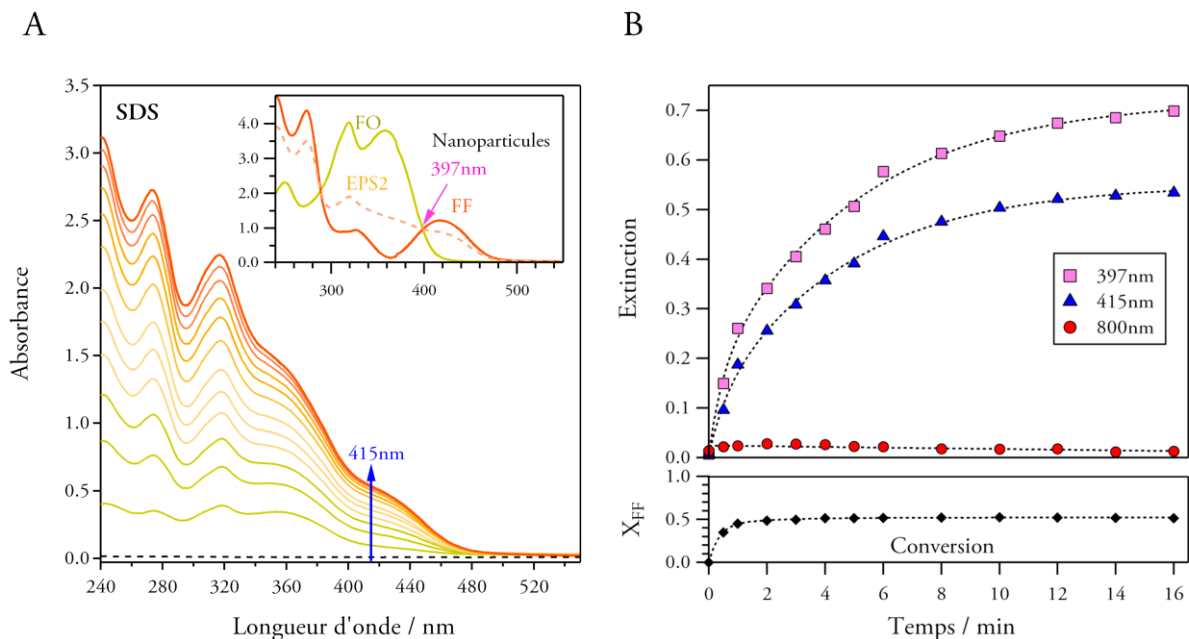 A
SDS
Absorbance
3.5
3.0
2.5
2.0
1.5
1.0
0.5
0.0
4.0
3.0
2.0
1.0
0.0
FO
Nanoparticules
397nm
EPS2
FF
300
400
500
415nm
240
280
320
360
400
440
480
520
Longueur d'onde / nm
B
Extinction
0.7
0.6
0.5
0.4
0.3
0.2
0.1
0.0
397nm
415nm
800nm
X_FF
1.0
0.5
0.0
Conversion
0
2
4
6
8
10
12
14
16
Temps / min